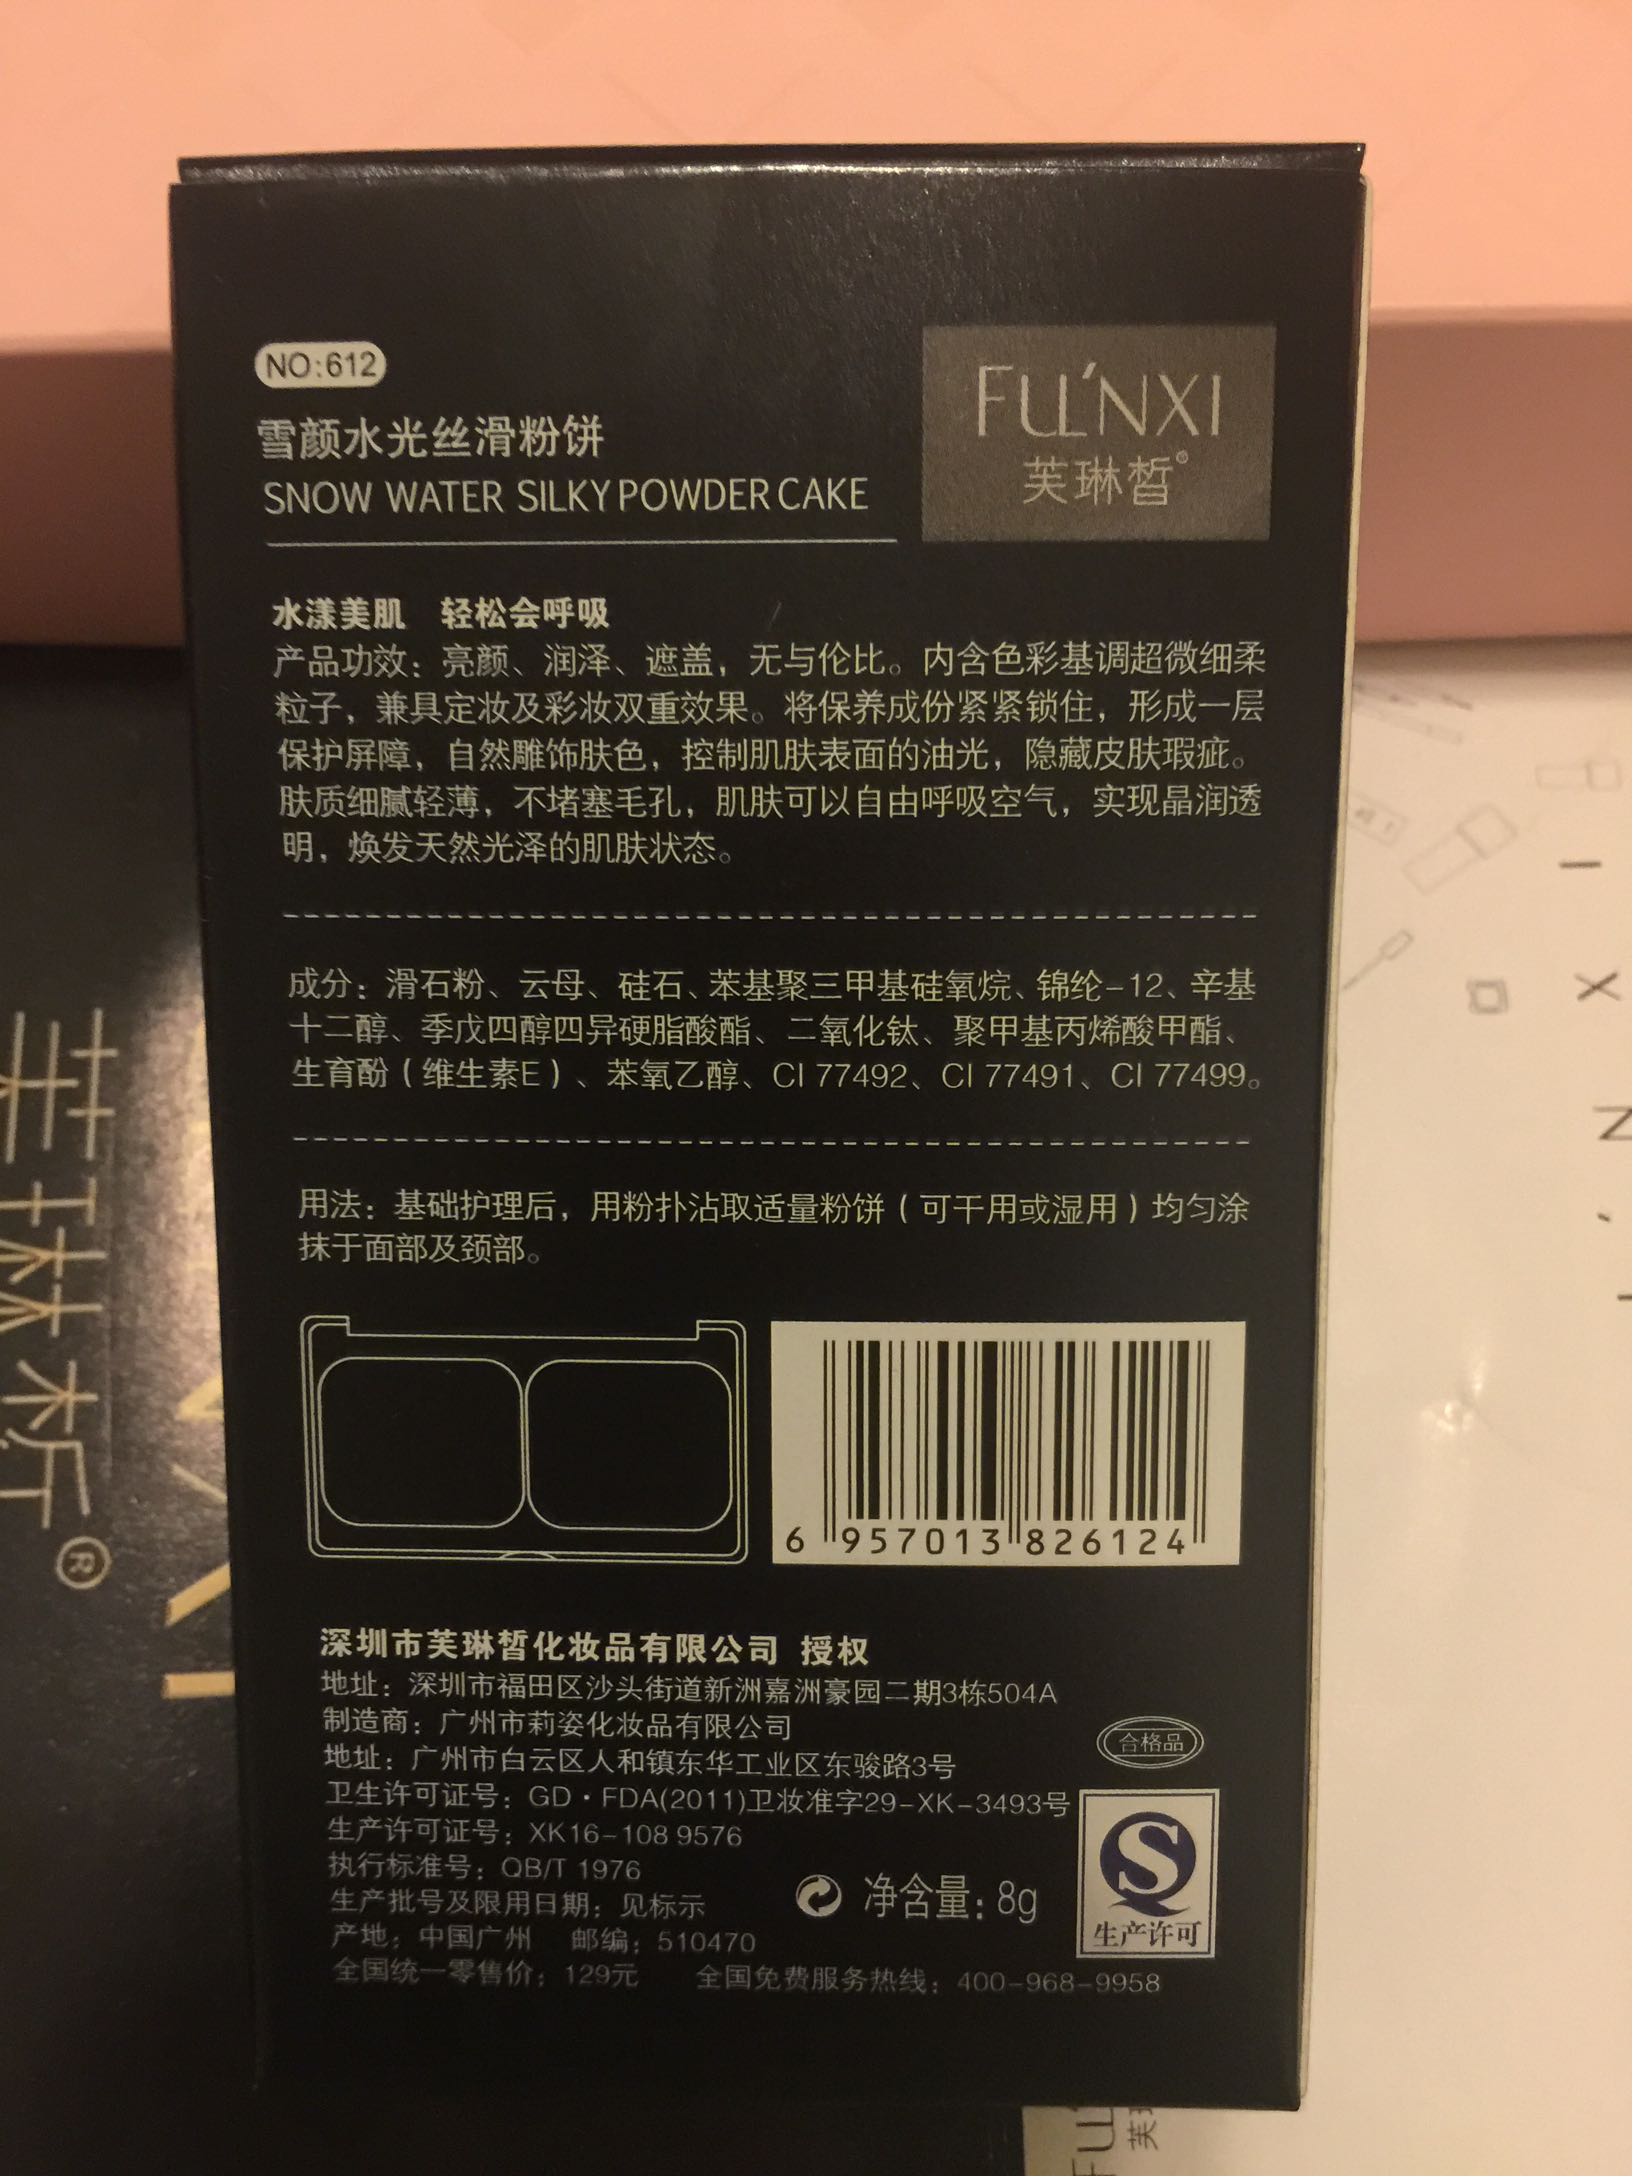 NO:612
FUL'NXI
芙琳皙®
雪颜水光丝滑粉饼
SNOW WATER SILKY POWDER CAKE
水漾美肌 轻松会呼吸
产品功效：亮颜、润泽、遮盖，无与伦比。内含色彩基调超微细柔
粒子，兼具定妆及彩妆双重效果。将保养成份紧紧锁住，形成一层
保护屏障，自然雕饰肤色，控制肌肤表面的油光，隐藏皮肤瑕疵。
肤质细腻轻薄，不堵塞毛孔，肌肤可以自由呼吸空气，实现晶润透
明，焕发天然光泽的肌肤状态。
成分：滑石粉、云母、硅石、苯基聚三甲基硅氧烷、锦纶-12、辛基
十二醇、季戊四醇四异硬脂酸酯、二氧化钛、聚甲基丙烯酸甲酯、
生育酚（维生素E）、苯氧乙醇、CI 77492、CI 77491、CI 77499。
用法：基础护理后，用粉扑沾取适量粉饼（可干用或湿用）均匀涂
抹于面部及颈部。
6 957013 826124
深圳市芙琳皙化妆品有限公司 授权
地址：深圳市福田区沙头街道新洲嘉洲豪园二期3栋504A
制造商：广州市莉姿化妆品有限公司
地址：广州市白云区人和镇东华工业区东骏路3号
卫生许可证号：GD·FDA(2011)卫妆准字29-XK-3493号
生产许可证号：XK16-108 9576
执行标准号：QB/T 1976
生产批号及限用日期：见标示
产地：中国广州 邮编：510470
全国统一零售价：129元 全国免费服务热线：400-968-9958
合格品
净含量：8g
生产许可